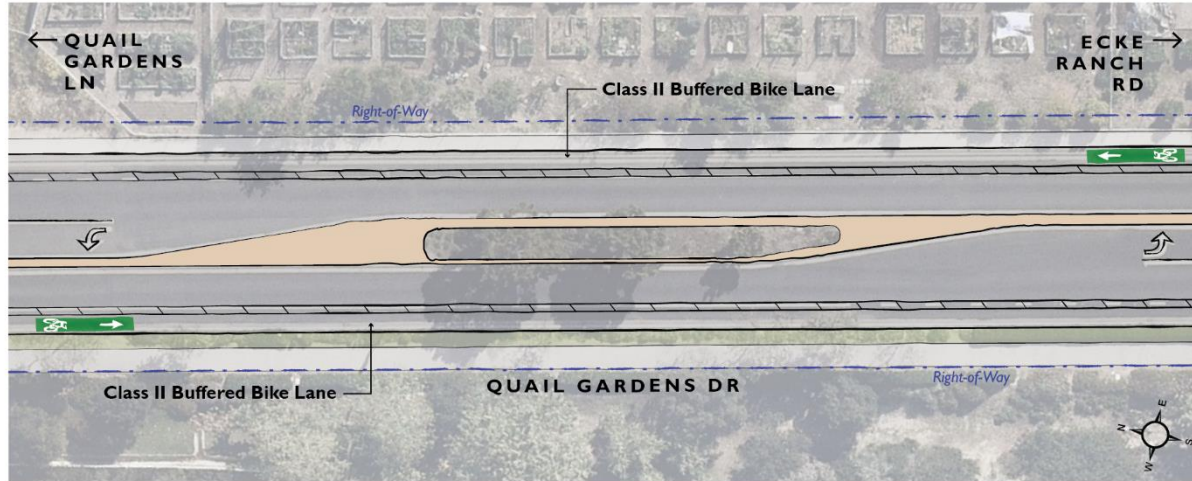 QUAIL
GARDENS
LN
ECKE
RANCH
RD
Class II Buffered Bike Lane
Right-of-Way
Class II Buffered Bike Lane
QUAIL GARDENS DR
Right-of-Way
E
N
S
W